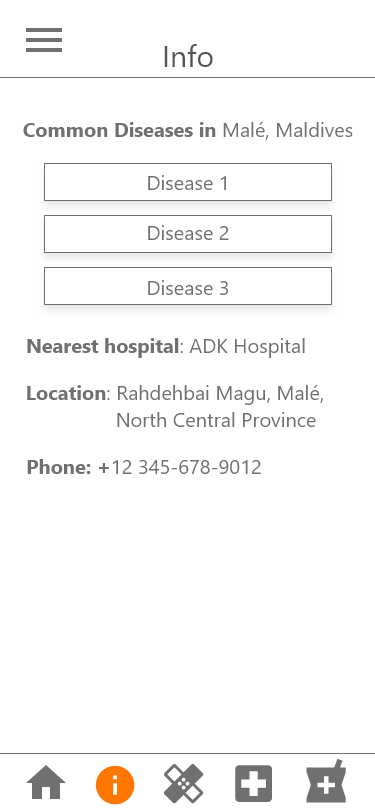 Info
Common Diseases in Malé, Maldives
Disease 1
Disease 2
Disease 3
Nearest hospital: ADK Hospital
Location: Rahdehbai Magu, Malé,
North Central Province
Phone: +12 345-678-9012